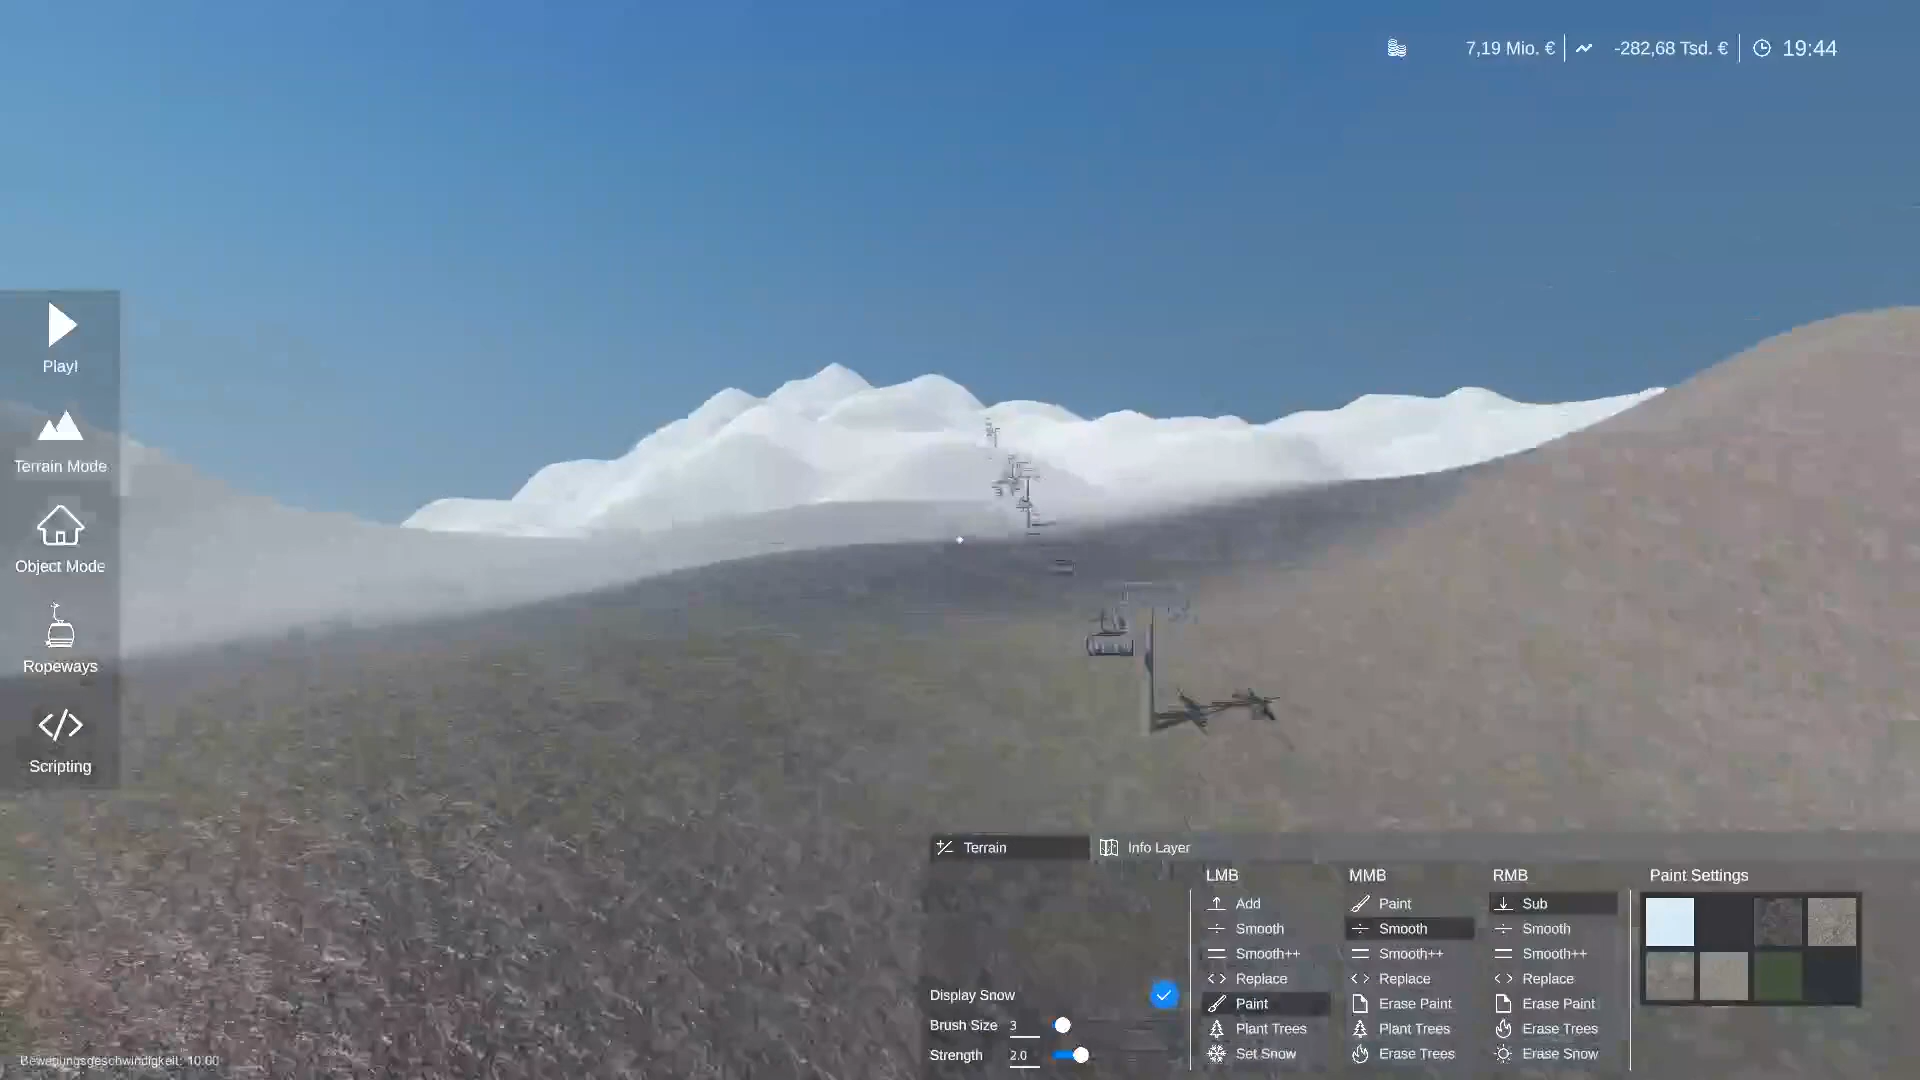 7,19 Mio. €
-282,68 Tsd. €
19:44
Play!
Terrain Mode
Object Mode
Ropeways
Scripting
Terrain
Info Layer
LMB
Add
Smooth
Smooth++
Replace
Paint
Plant Trees
Set Snow
MMB
Paint
Smooth
Smooth++
Replace
Erase Paint
Plant Trees
Erase Trees
RMB
Sub
Smooth
Smooth++
Replace
Erase Paint
Erase Trees
Erase Snow
Paint Settings
Display Snow
Brush Size 3
Strength 2.0
Bewegungsgeschwindigkeit: 10.00